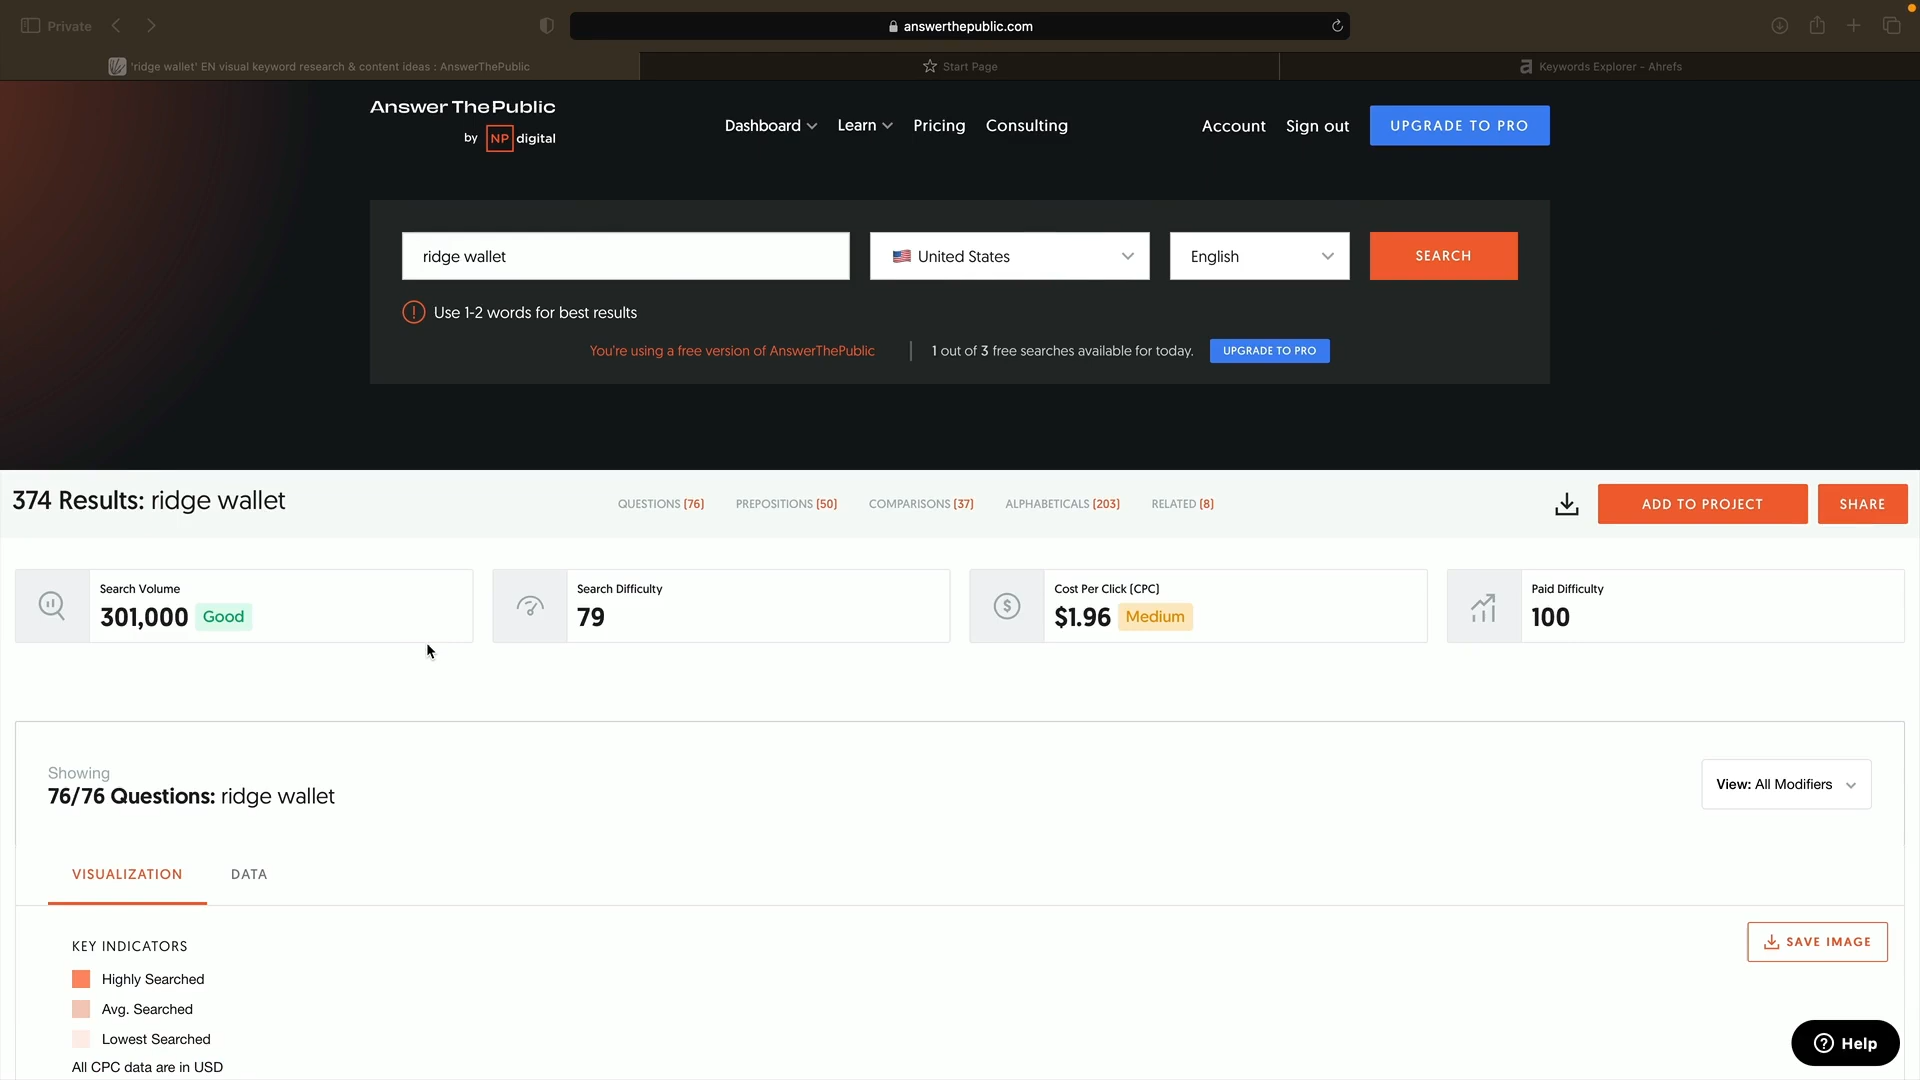 Private
answerthepublic.com
'ridge wallet' EN visual keyword research & content ideas : AnswerThePublic
Start Page
Keywords Explorer - Ahrefs
Answer The Public
by NP digital
Dashboard
Learn
Pricing
Consulting
Account
Sign out
UPGRADE TO PRO
ridge wallet
United States
English
SEARCH
Use 1-2 words for best results
You're using a free version of AnswerThePublic
1 out of 3 free searches available for today.
UPGRADE TO PRO
374 Results: ridge wallet
QUESTIONS (76)
PREPOSITIONS (50)
COMPARISONS (37)
ALPHABETICALS (203)
RELATED (8)
ADD TO PROJECT
SHARE
Search Volume
301,000 Good
Search Difficulty
79
Cost Per Click (CPC)
$1.96 Medium
Paid Difficulty
100
Showing
76/76 Questions: ridge wallet
View: All Modifiers
VISUALIZATION
DATA
KEY INDICATORS
SAVE IMAGE
Highly Searched
Avg. Searched
Lowest Searched
All CPC data are in USD
Help